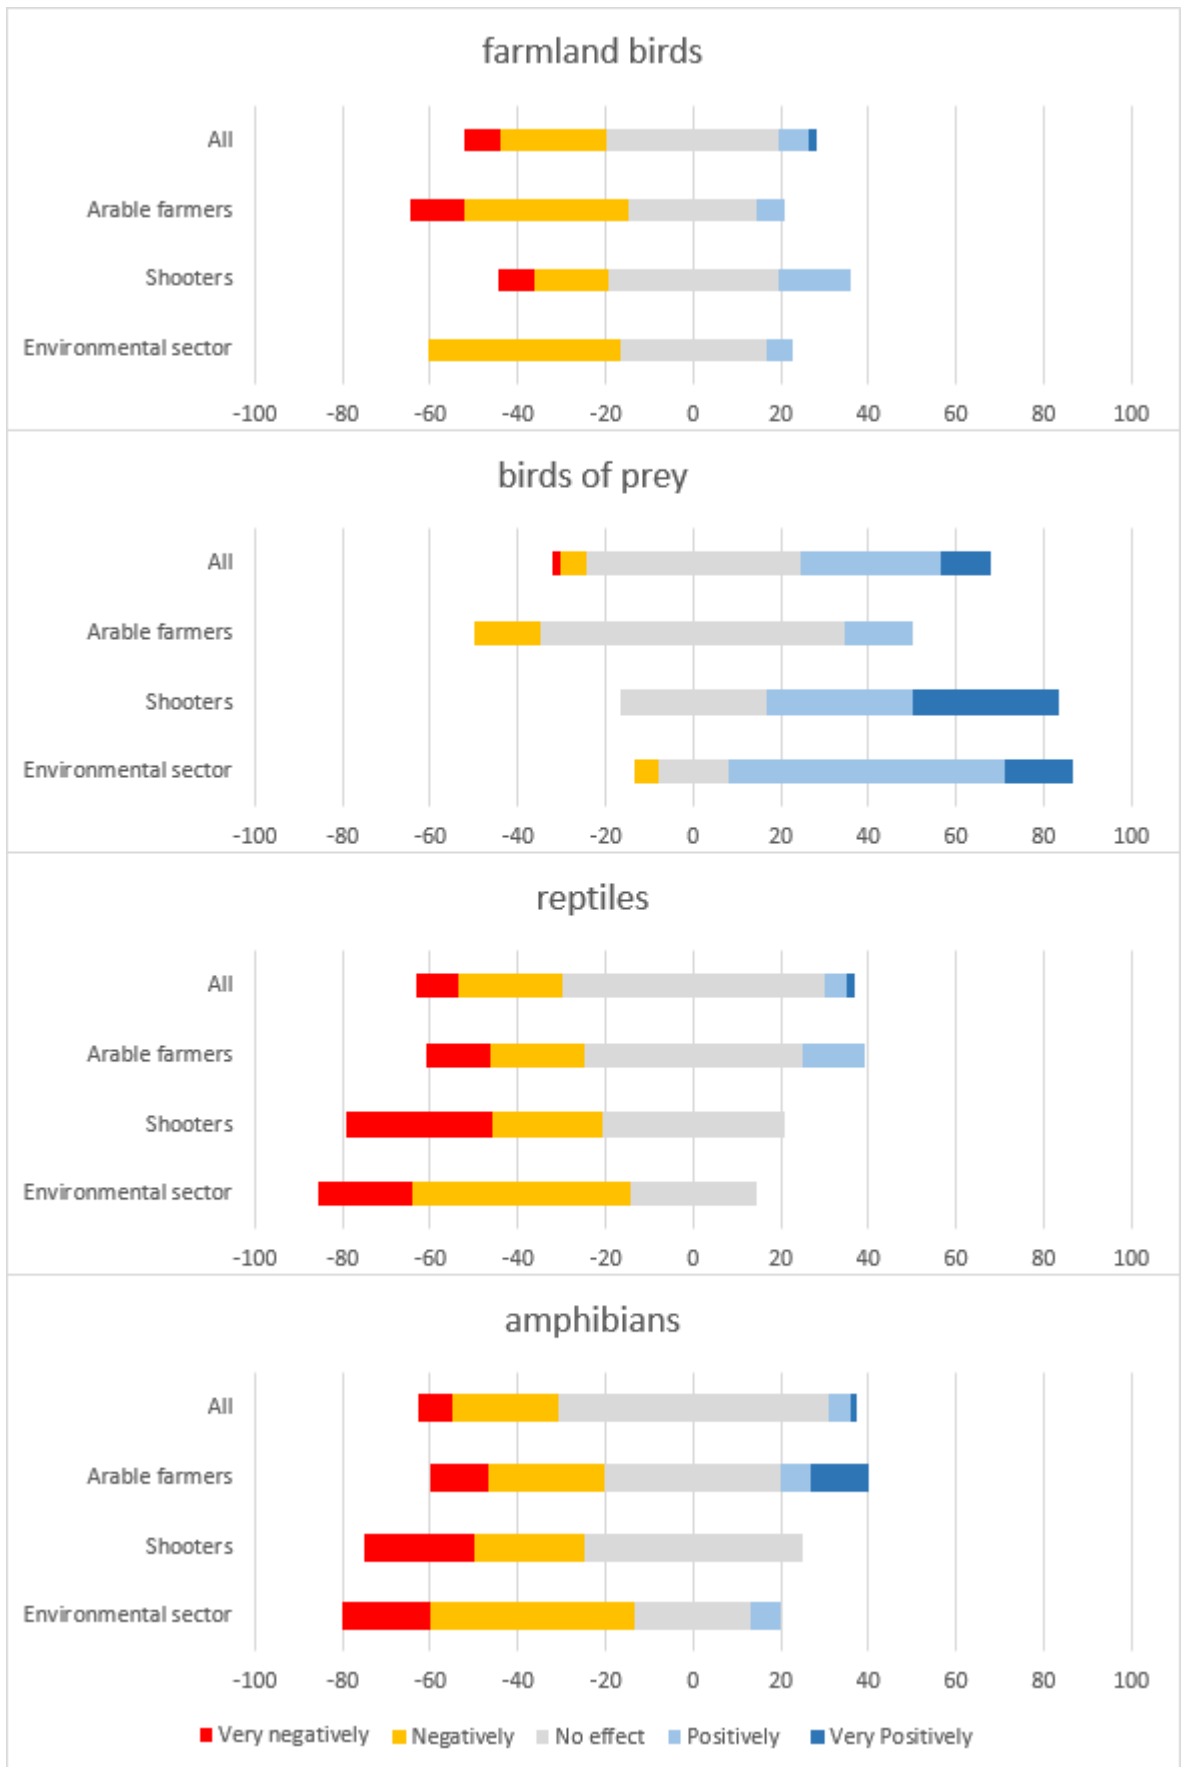 farmland birds
All
Arable farmers
Shooters
Environmental sector
-100 -80 -60 -40 -20 0 20 40 60 80 100
birds of prey
All
Arable farmers
Shooters
Environmental sector
-100 -80 -60 -40 -20 0 20 40 60 80 100
reptiles
All
Arable farmers
Shooters
Environmental sector
-100 -80 -60 -40 -20 0 20 40 60 80 100
amphibians
All
Arable farmers
Shooters
Environmental sector
-100 -80 -60 -40 -20 0 20 40 60 80 100
Very negatively Negatively No effect Positively Very Positively